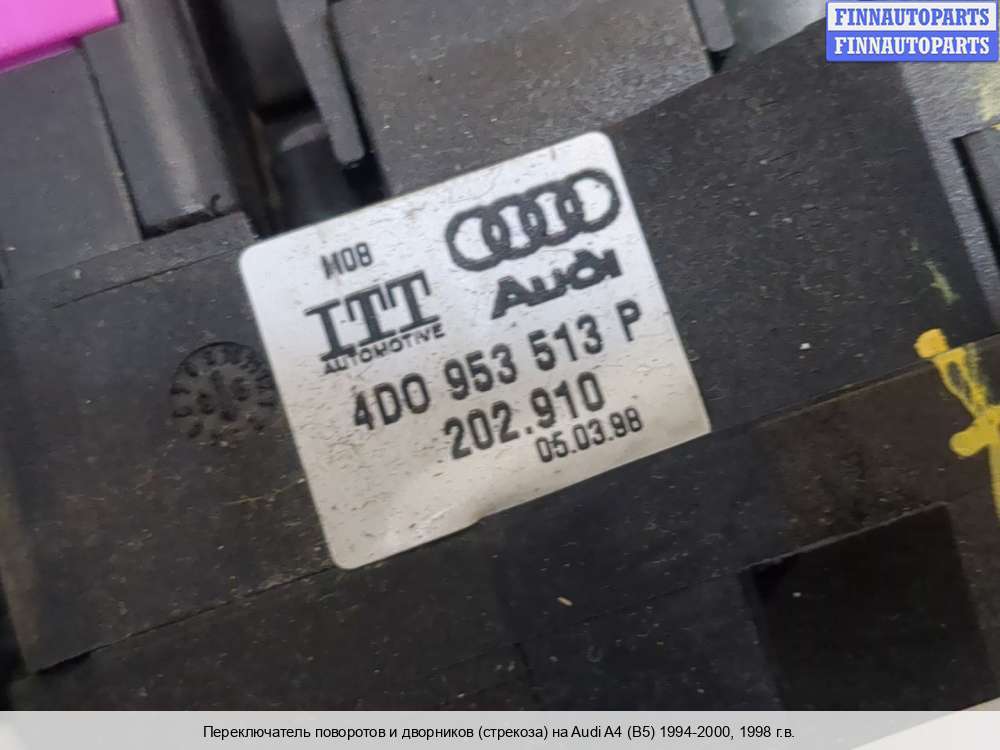 FINNAUTOPARTS
FINNAUTOPARTS
M08
ITT
AUTOMOTIVE
Audi
4D0 953 513 P
202.910
05.03.98
Переключатель поворотов и дворников (стрекоза) на Audi A4 (B5) 1994-2000, 1998 г.в.